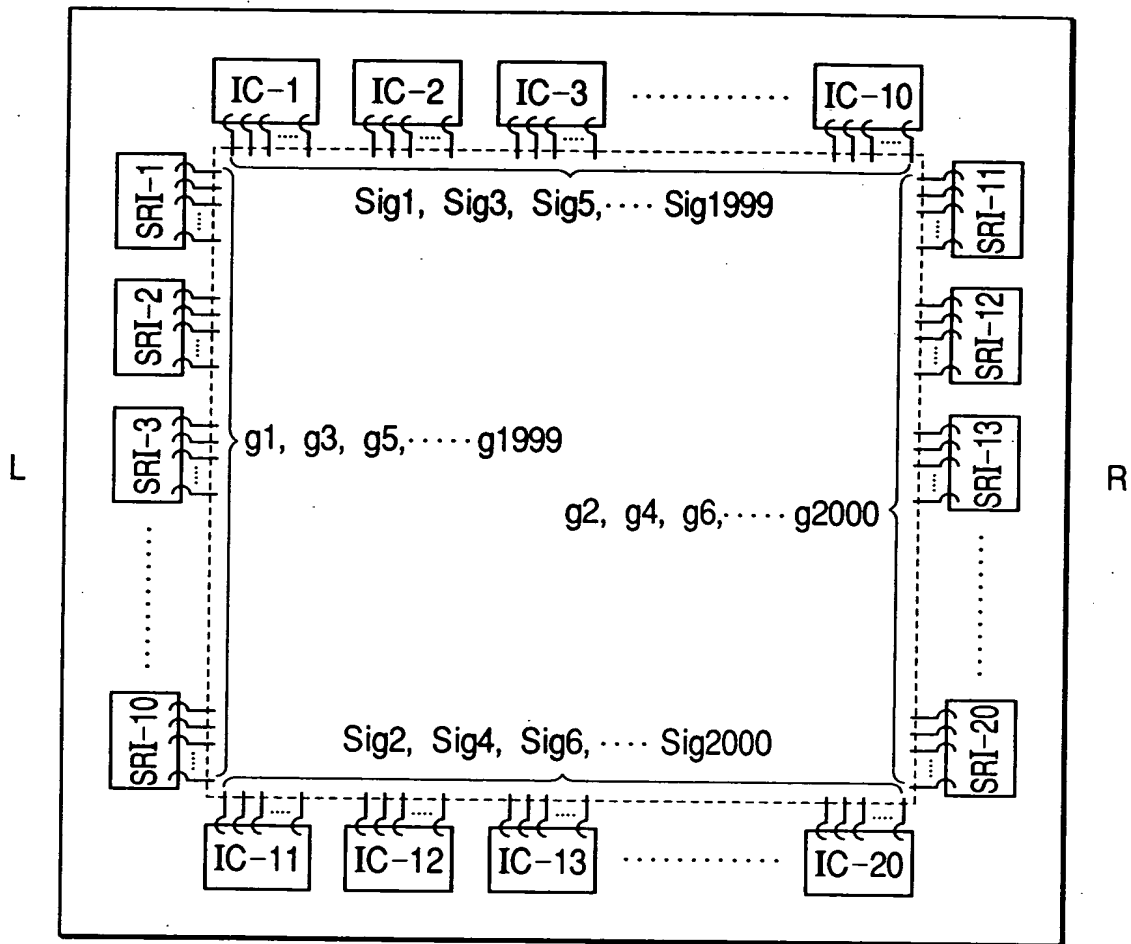 IC-1 IC-2 IC-3 ············ IC-10
SRI-1
SRI-11
Sig1, Sig3, Sig5,···· Sig1999
SRI-2
SRI-12
SRI-3
SRI-13
g1, g3, g5,····· g1999
L
R
g2, g4, g6,····· g2000
SRI-10
SRI-20
Sig2, Sig4, Sig6,···· Sig2000
IC-11 IC-12 IC-13 ············ IC-20